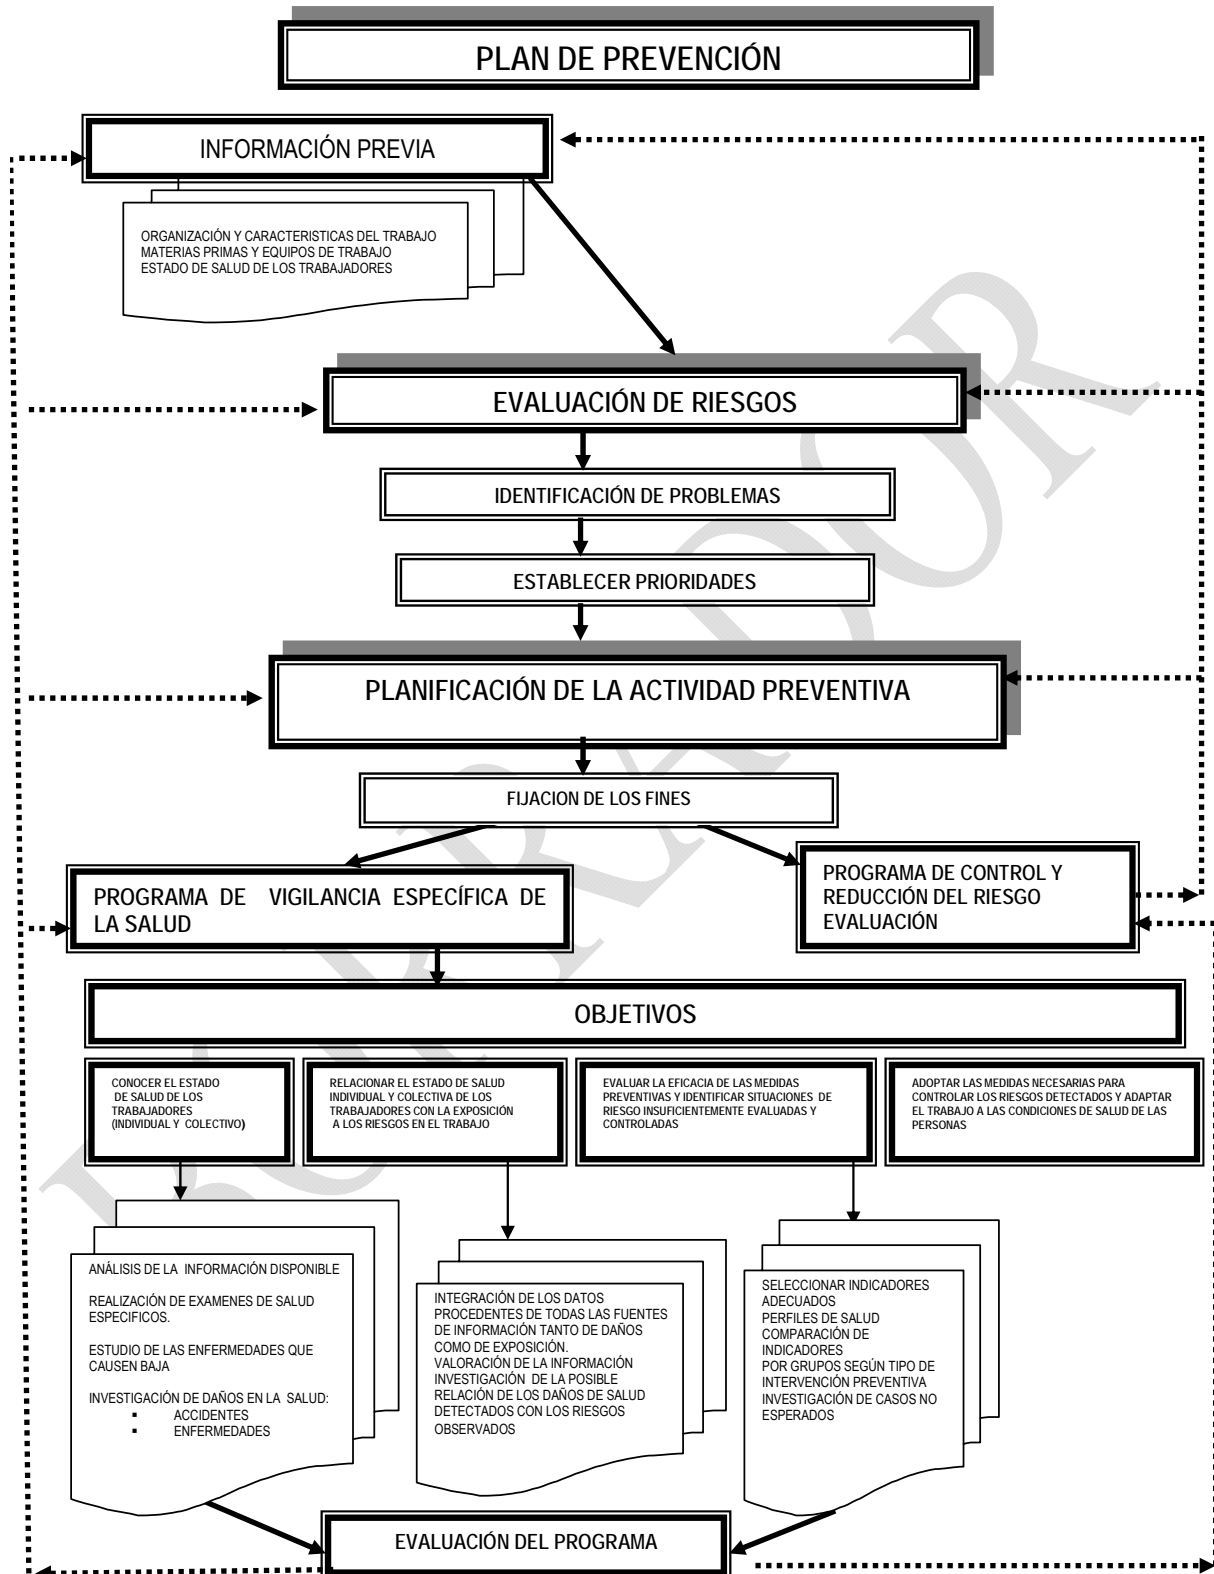 PLAN DE PREVENCIÓN
INFORMACIÓN PREVIA
ORGANIZACIÓN Y CARACTERISTICAS DEL TRABAJO
MATERIAS PRIMAS Y EQUIPOS DE TRABAJO
ESTADO DE SALUD DE LOS TRABAJADORES
EVALUACIÓN DE RIESGOS
IDENTIFICACIÓN DE PROBLEMAS
ESTABLECER PRIORIDADES
PLANIFICACIÓN DE LA ACTIVIDAD PREVENTIVA
FIJACION DE LOS FINES
PROGRAMA DE VIGILANCIA ESPECÍFICA DE
LA SALUD
PROGRAMA DE CONTROL Y
REDUCCIÓN DEL RIESGO
EVALUACIÓN
OBJETIVOS
CONOCER EL ESTADO
DE SALUD DE LOS
TRABAJADORES
(INDIVIDUAL Y COLECTIVO)
RELACIONAR EL ESTADO DE SALUD
INDIVIDUAL Y COLECTIVA DE LOS
TRABAJADORES CON LA EXPOSICIÓN
A LOS RIESGOS EN EL TRABAJO
EVALUAR LA EFICACIA DE LAS MEDIDAS
PREVENTIVAS Y IDENTIFICAR SITUACIONES DE
RIESGO INSUFICIENTEMENTE EVALUADAS Y
CONTROLADAS
ADOPTAR LAS MEDIDAS NECESARIAS PARA
CONTROLAR LOS RIESGOS DETECTADOS Y ADAPTAR
EL TRABAJO A LAS CONDICIONES DE SALUD DE LAS
PERSONAS
ANÁLISIS DE LA INFORMACIÓN DISPONIBLE
REALIZACIÓN DE EXAMENES DE SALUD
ESPECIFICOS.
ESTUDIO DE LAS ENFERMEDADES QUE
CAUSEN BAJA
INVESTIGACIÓN DE DAÑOS EN LA SALUD:
▪ ACCIDENTES
▪ ENFERMEDADES
INTEGRACIÓN DE LOS DATOS
PROCEDENTES DE TODAS LAS FUENTES
DE INFORMACIÓN TANTO DE DAÑOS
COMO DE EXPOSICIÓN.
VALORACIÓN DE LA INFORMACIÓN
INVESTIGACIÓN DE LA POSIBLE
RELACIÓN DE LOS DAÑOS DE SALUD
DETECTADOS CON LOS RIESGOS
OBSERVADOS
SELECCIONAR INDICADORES
ADECUADOS
PERFILES DE SALUD
COMPARACIÓN DE
INDICADORES
POR GRUPOS SEGÚN TIPO DE
INTERVENCIÓN PREVENTIVA
INVESTIGACIÓN DE CASOS NO
ESPERADOS
EVALUACIÓN DEL PROGRAMA
BORRADOR